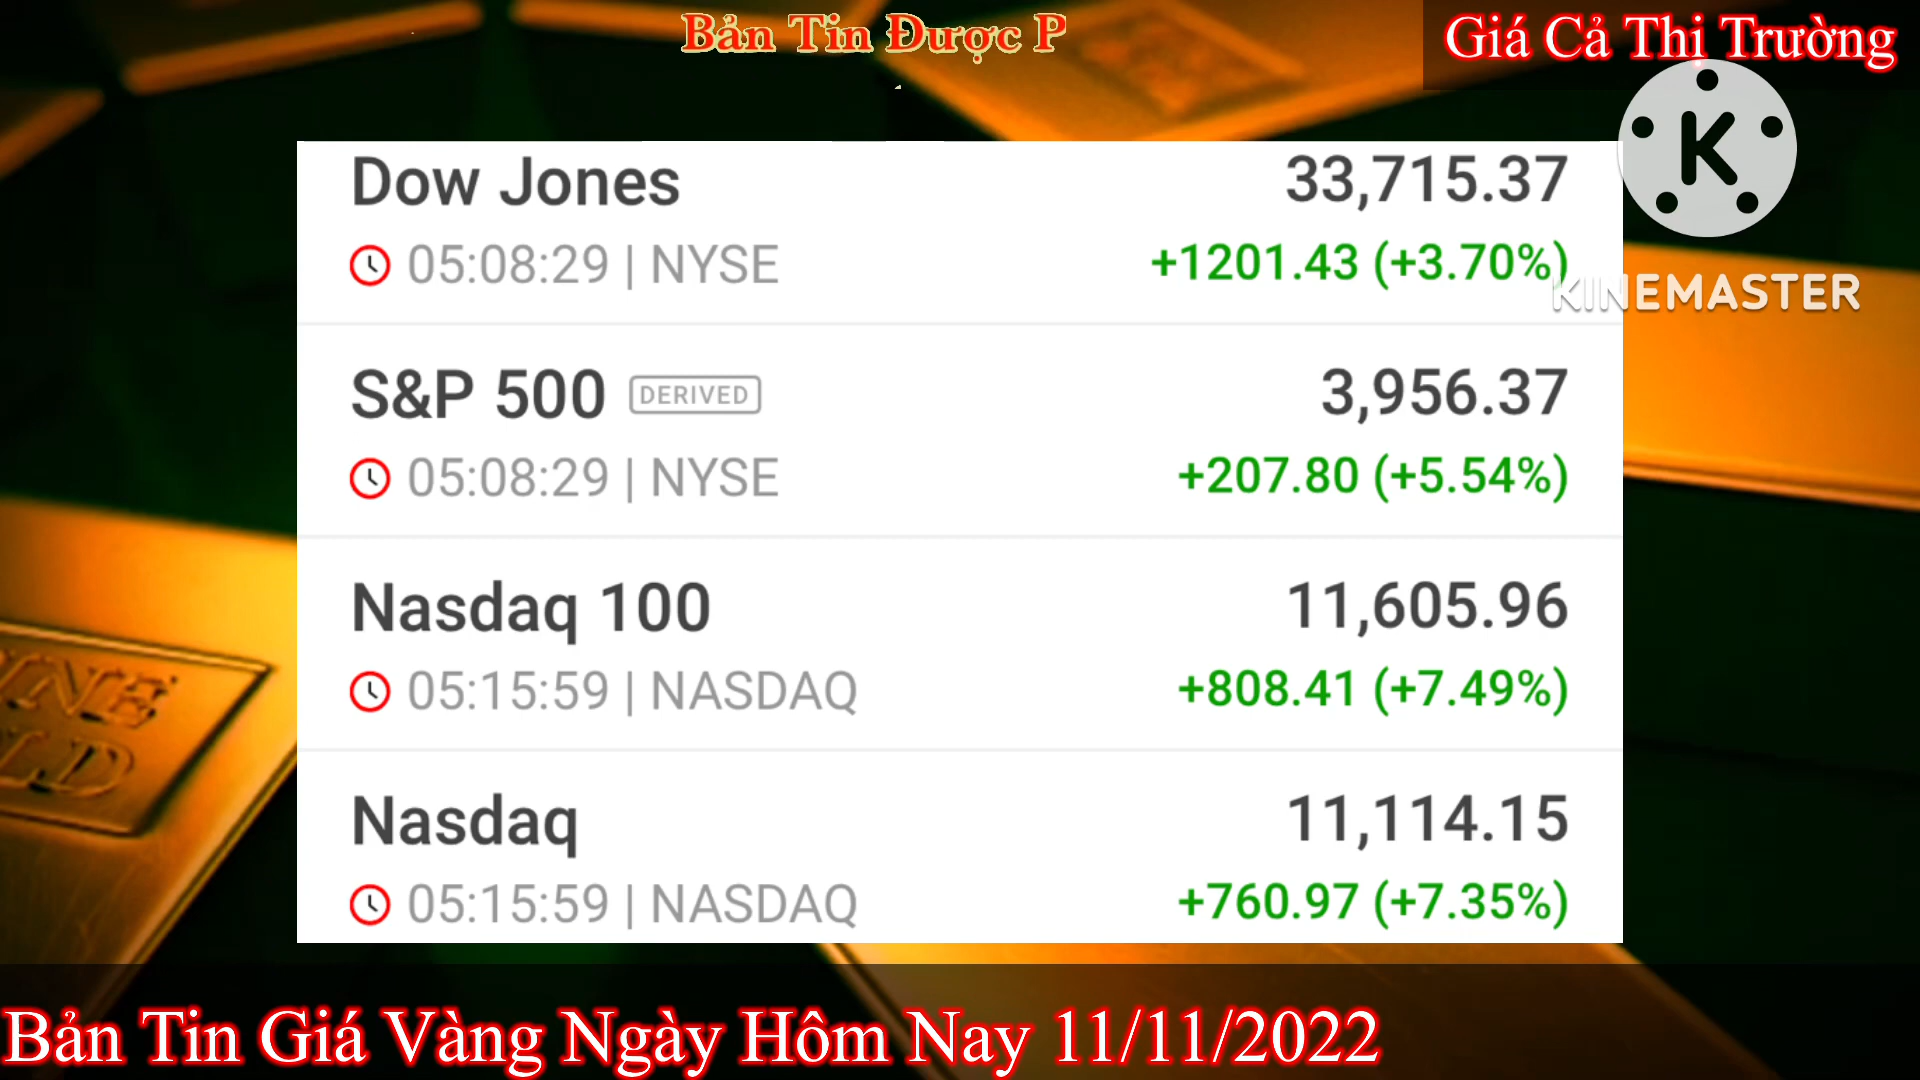 Bản Tin Được P
Giá Cả Thị Trường
K
KINEMASTER
Dow Jones 33,715.37
05:08:29 | NYSE +1201.43 (+3.70%)
S&P 500 DERIVED 3,956.37
05:08:29 | NYSE +207.80 (+5.54%)
Nasdaq 100 11,605.96
05:15:59 | NASDAQ +808.41 (+7.49%)
Nasdaq 11,114.15
05:15:59 | NASDAQ +760.97 (+7.35%)
Bản Tin Giá Vàng Ngày Hôm Nay 11/11/2022